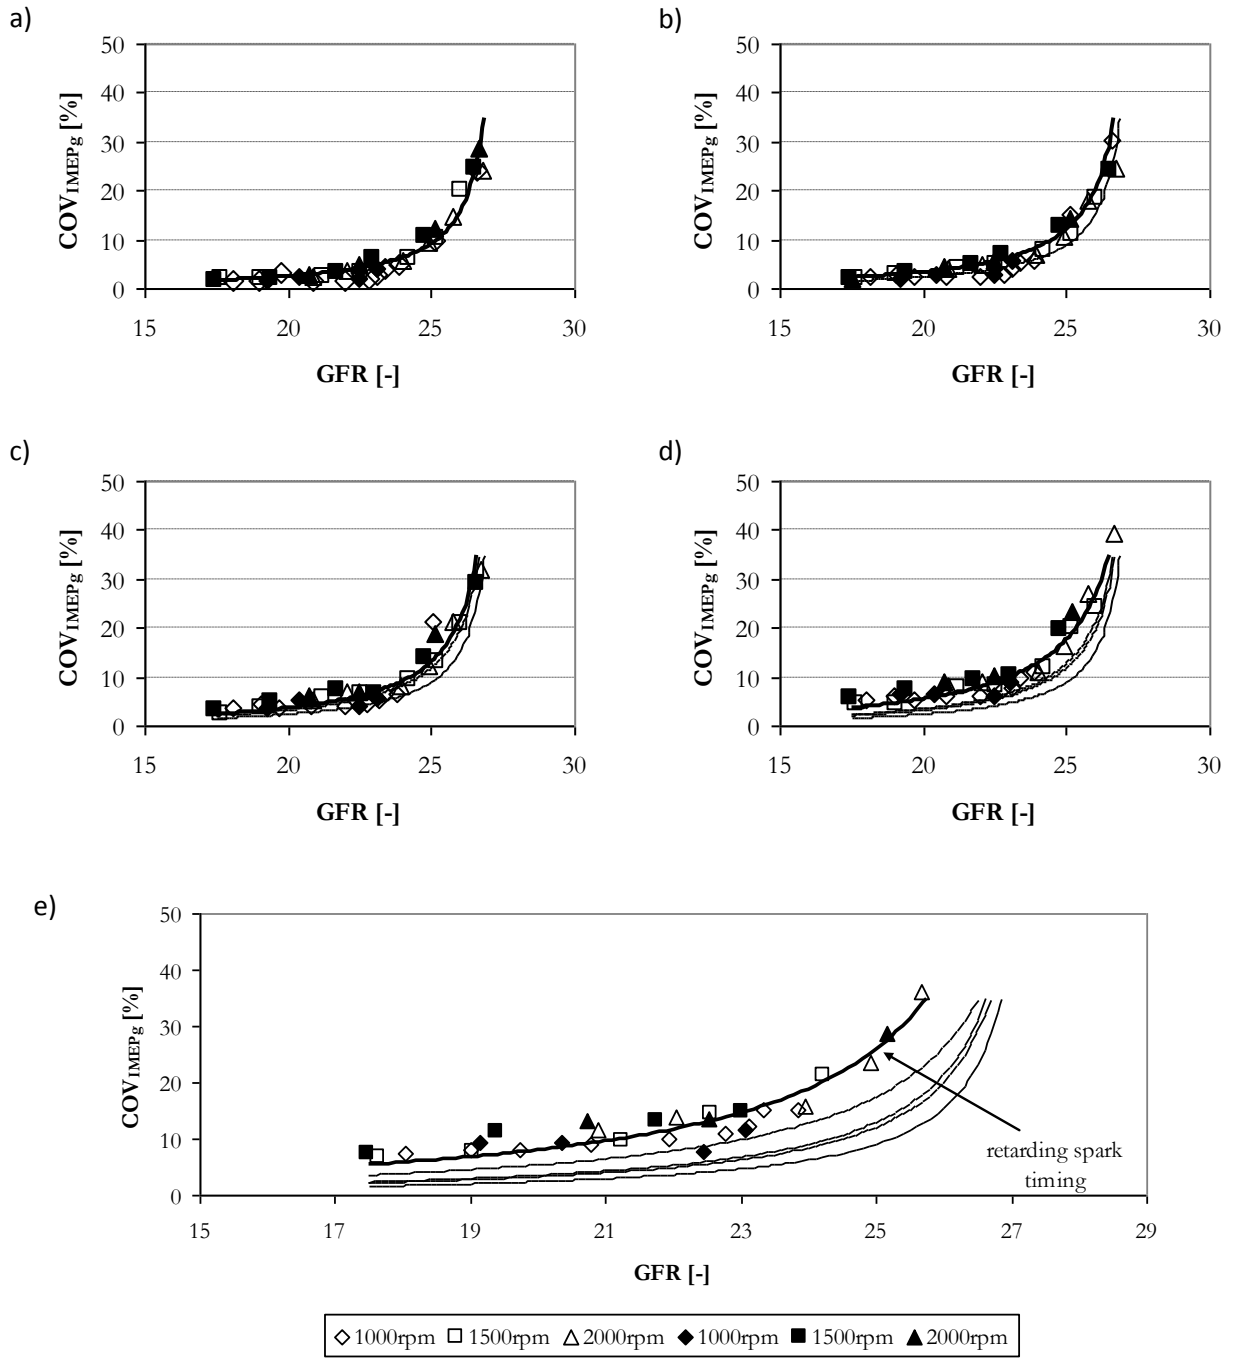 a)
50
40
30
20
10
0
COVIMEPg [%]
15 20 25 30
GFR [-]
b)
50
40
30
20
10
0
COVIMEPg [%]
15 20 25 30
GFR [-]
c)
50
40
30
20
10
0
COVIMEPg [%]
15 20 25 30
GFR [-]
d)
50
40
30
20
10
0
COVIMEPg [%]
15 20 25 30
GFR [-]
e)
50
40
30
20
10
0
COVIMEPg [%]
retarding spark
timing
15 17 19 21 23 25 27 29
GFR [-]
1000rpm 1500rpm 2000rpm 1000rpm 1500rpm 2000rpm